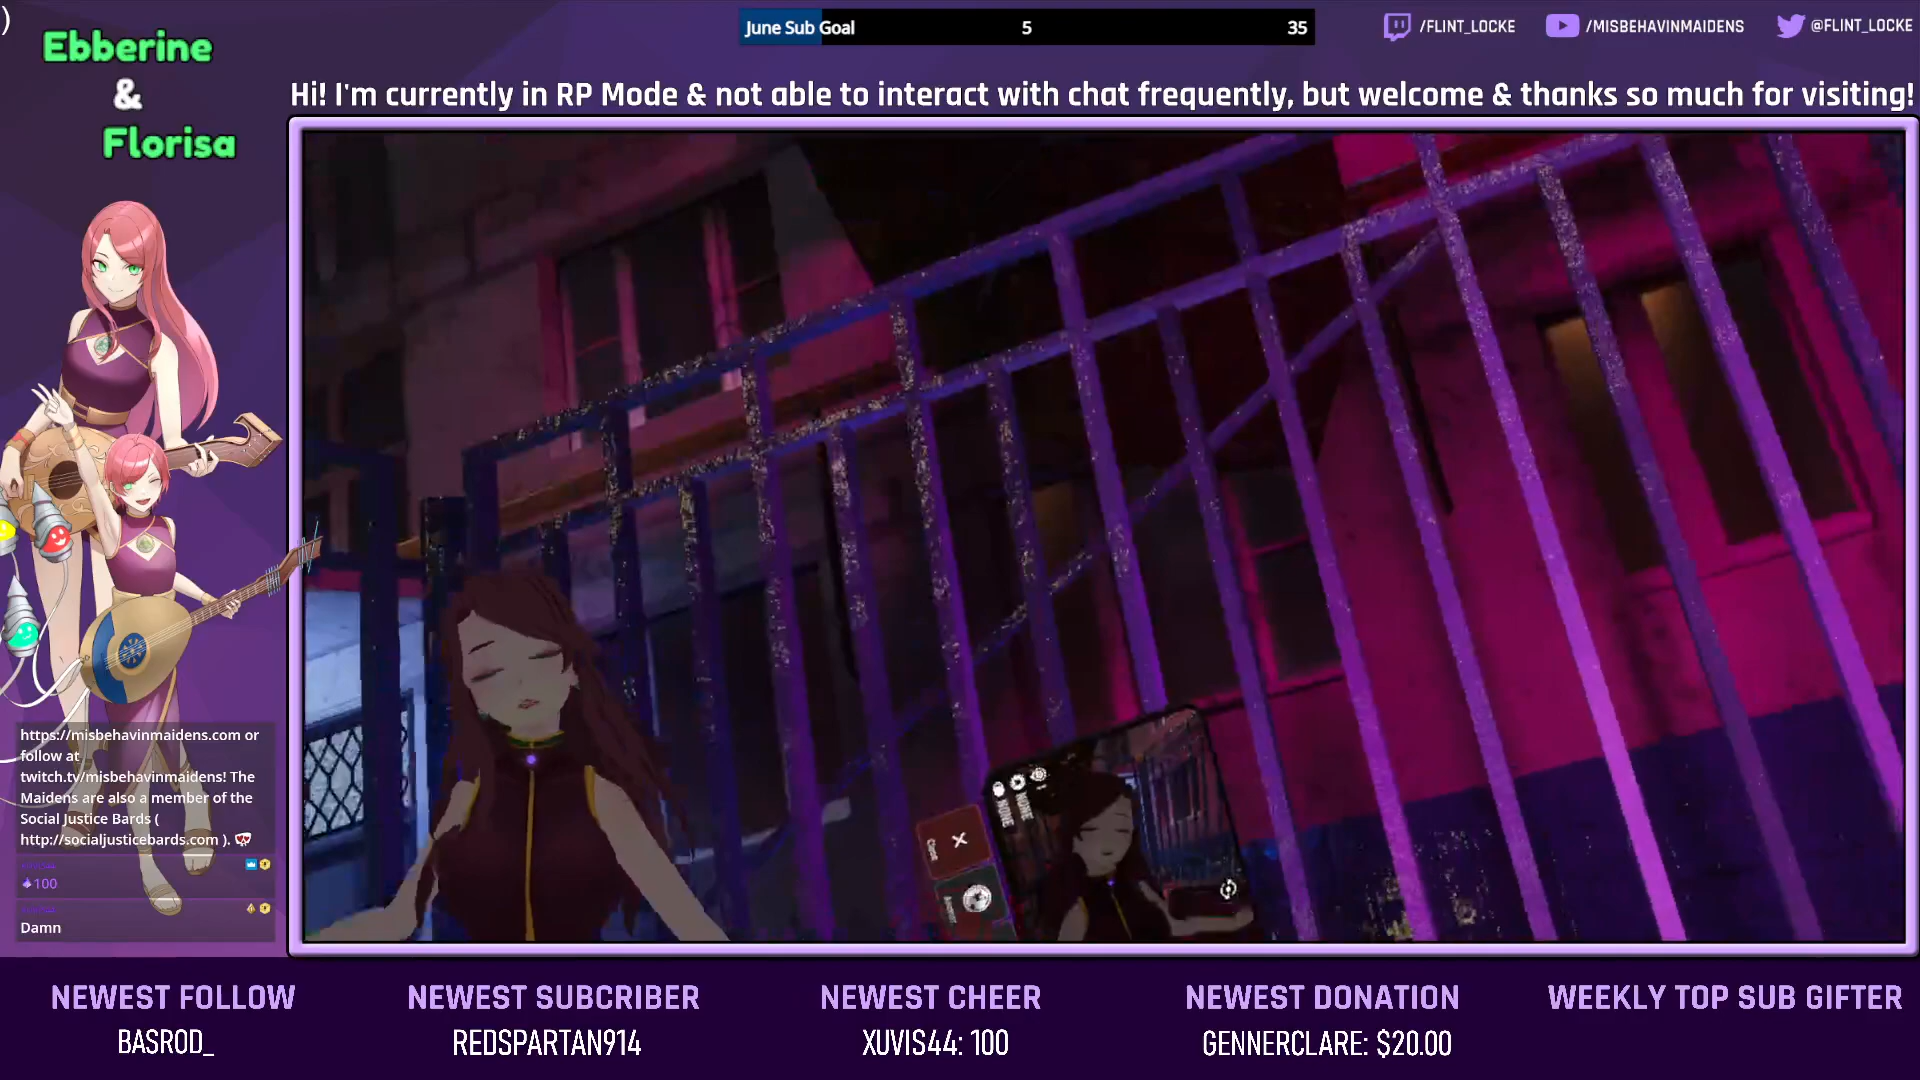 )
Ebberine
&
Florisa
June Sub Goal 5 35
/FLINT_LOCKE
/MISBEHAVINMAIDENS
@FLINT_LOCKE
Hi! I'm currently in RP Mode & not able to interact with chat frequently, but welcome & thanks so much for visiting!
https://misbehavinmaidens.com or
follow at
twitch.tv/misbehavinmaidens! The
Maidens are also a member of the
Social Justice Bards (
http://socialjusticebards.com ).
100
Damn
Close
NONE
NONE
NEWEST FOLLOW
BASROD_
NEWEST SUBCRIBER
REDSPARTAN914
NEWEST CHEER
XUVIS44: 100
NEWEST DONATION
GENNERCLARE: $20.00
WEEKLY TOP SUB GIFTER